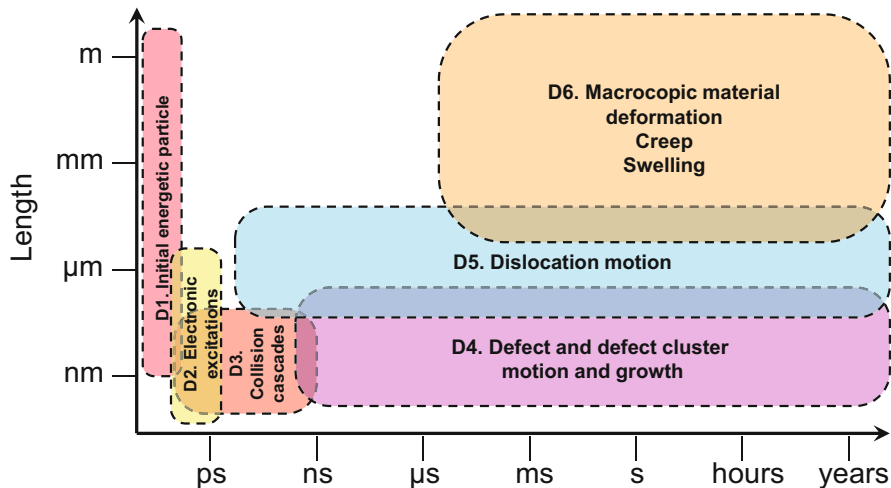 m
mm
µm
nm
Length
D1. Initial energetic particle
D2. Electronic
excitations
D3.
Collision
cascades
D6. Macrocopic material
deformation
Creep
Swelling
D5. Dislocation motion
D4. Defect and defect cluster
motion and growth
ps
ns
µs
ms
s
hours
years